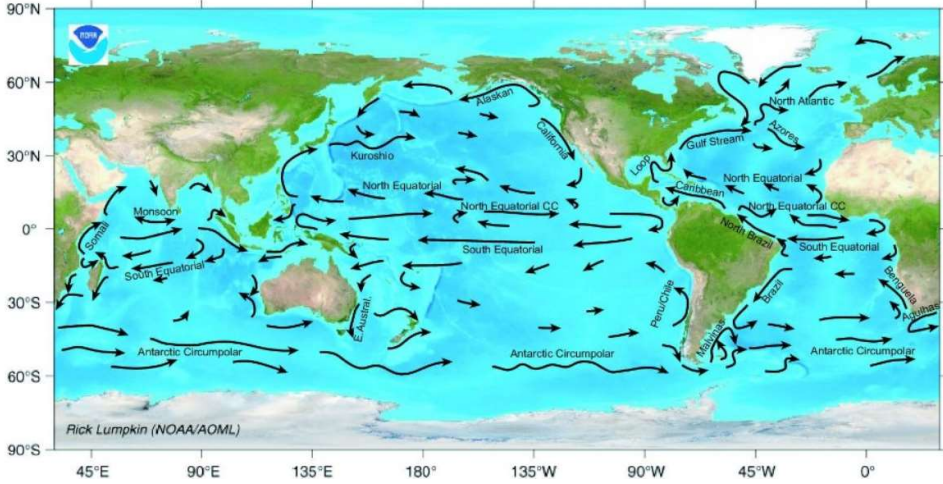 90°N
NOAA
60°N
Alaskan
North Atlantic
California
Azores
Gulf Stream
30°N
Kuroshio
Loop
North Equatorial
North Equatorial
Caribbean
Monsoon
North Equatorial CC
North Equatorial CC
0°
Somali
North Brazil
South Equatorial
South Equatorial
South Equatorial
Benguela
Brazil
30°S
E.Austral.
Peru/Chile
Agulhas
Malvinas
Antarctic Circumpolar
Antarctic Circumpolar
Antarctic Circumpolar
60°S
Rick Lumpkin (NOAA/AOML)
90°S
45°E 90°E 135°E 180° 135°W 90°W 45°W 0°